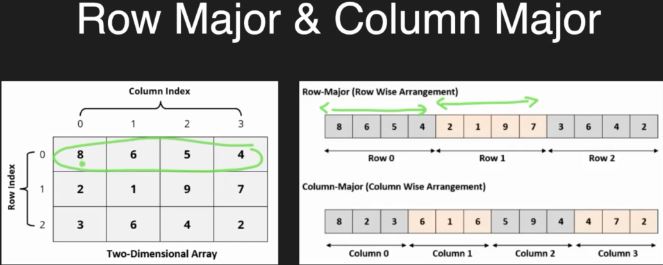 Row Major & Column Major
Column Index
0 1 2 3
Row Index
0 8 6 5 4
1 2 1 9 7
2 3 6 4 2
Two-Dimensional Array
Row-Major (Row Wise Arrangement)
8 6 5 4 2 1 9 7 3 6 4 2
Row 0 Row 1 Row 2
Column-Major (Column Wise Arrangement)
8 2 3 6 1 6 5 9 4 4 7 2
Column 0 Column 1 Column 2 Column 3